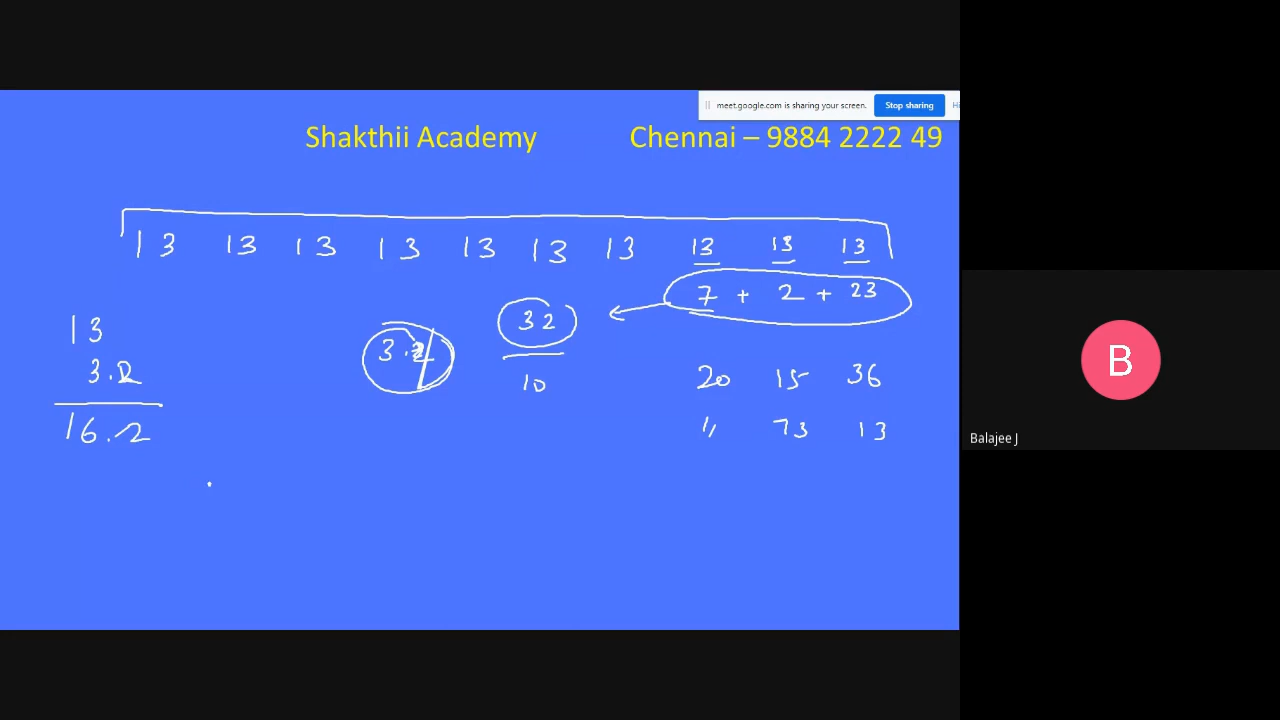 meet.google.com is sharing your screen. Stop sharing Hi
Shakthii Academy Chennai – 9884 2222 49
13 13 13 13 13 13 13 13 13 13
7 + 2 + 23
32
10
3.2
20 15 36
73 13
13
3.2
16.2
B
Balajee J